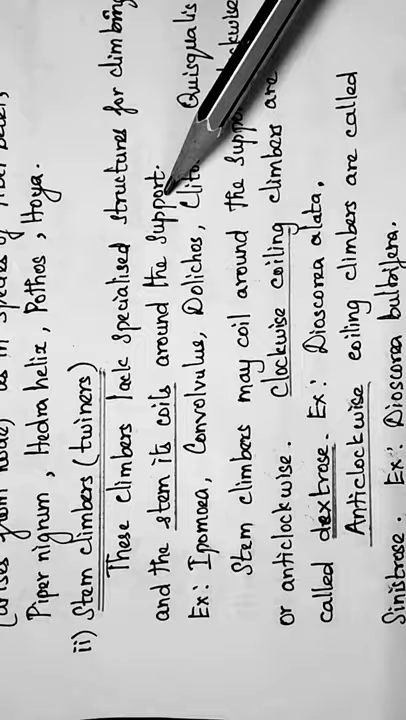 Piper nigrum, Hedra helix, Pothos, Hoya.
ii) Stem climbers (twiners)
These climbers lack specialised structures for climbing
and the stem its coils around the support.
Ex: Ipomoea, Convolvulue, Dolichos, Quisqualis
Stem climbers may coil around the
or anticlockwise. Clockwise coiling climbers are
called dextrose. Ex: Dioscorea alata.
Anticlockwise coiling climbers are called
Sinistrose. Ex: Dioscorea bulbifera.